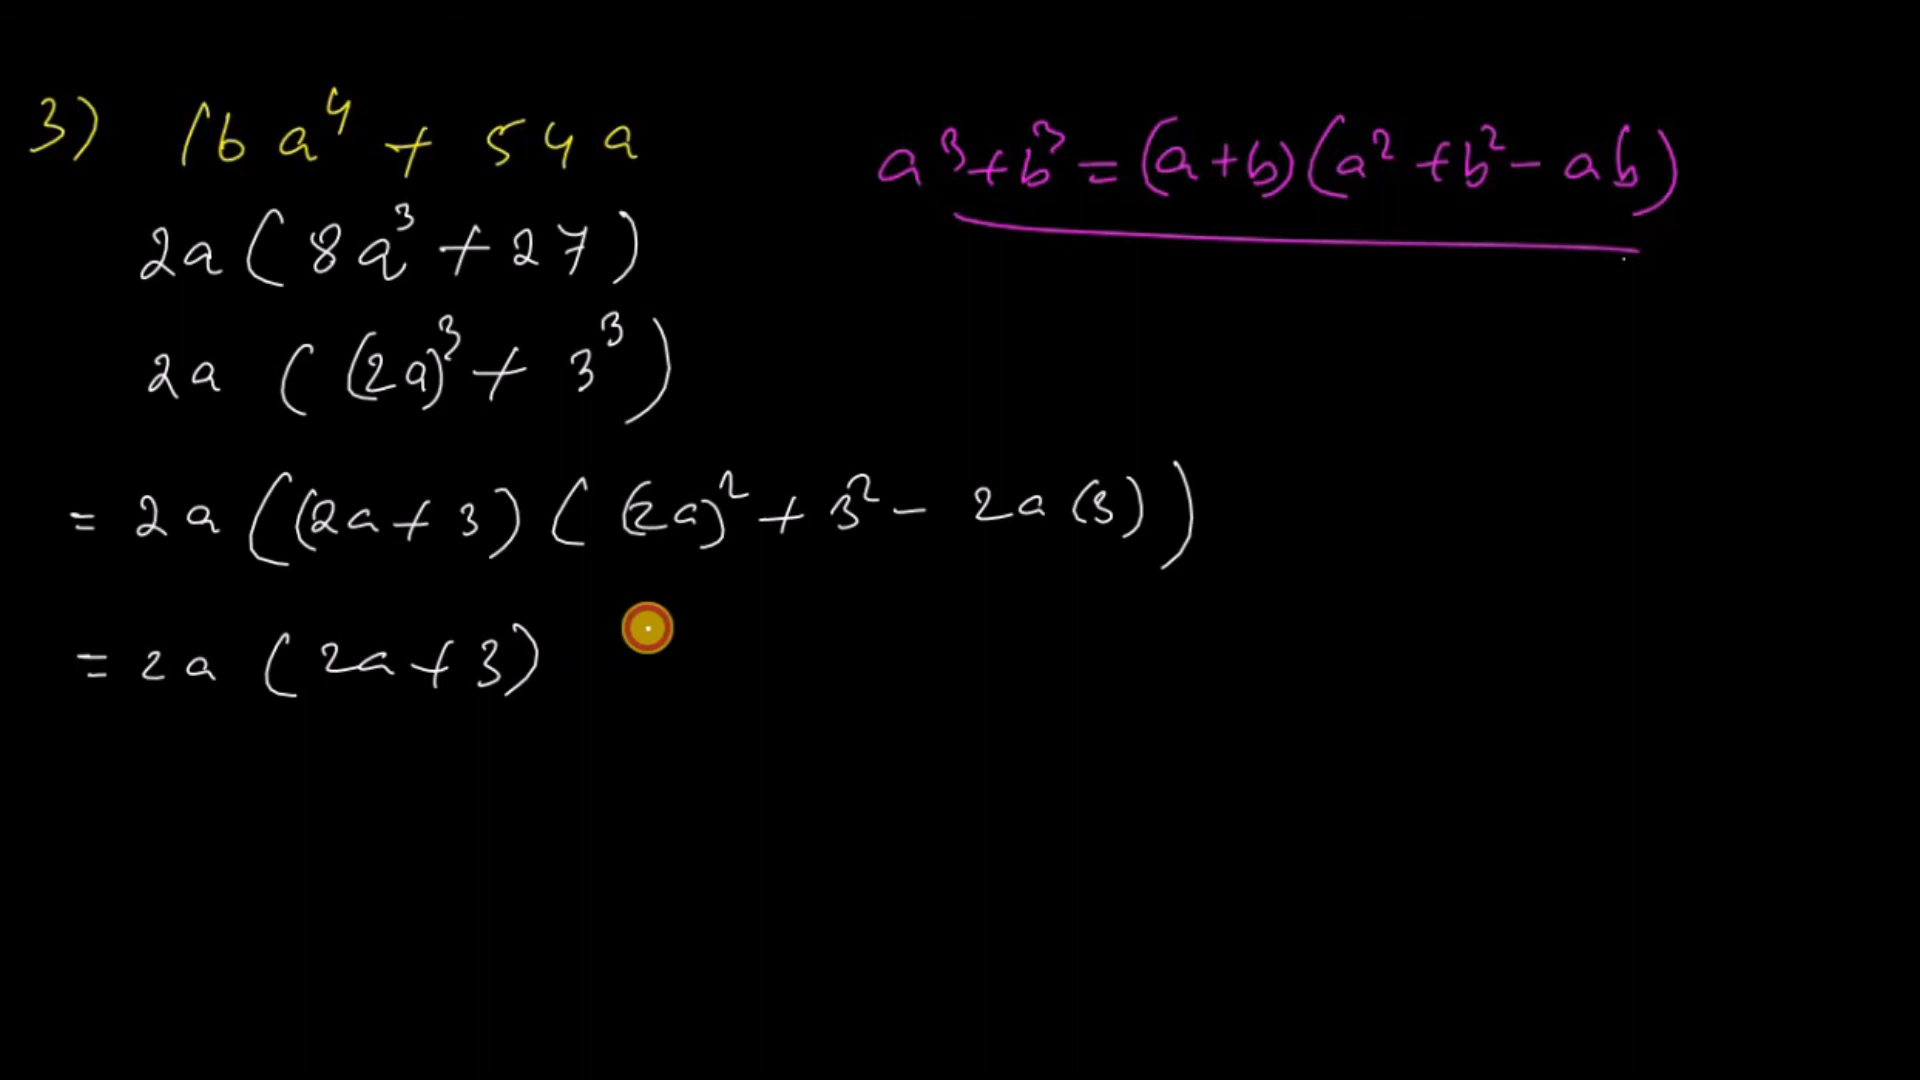 3) 16a⁴ + 54a
a³+b³ = (a+b)(a²+b²-ab)
2a(8a³+27)
2a((2a)³+3³)
= 2a((2a+3)((2a)²+3²-2a(3))
= 2a(2a+3)